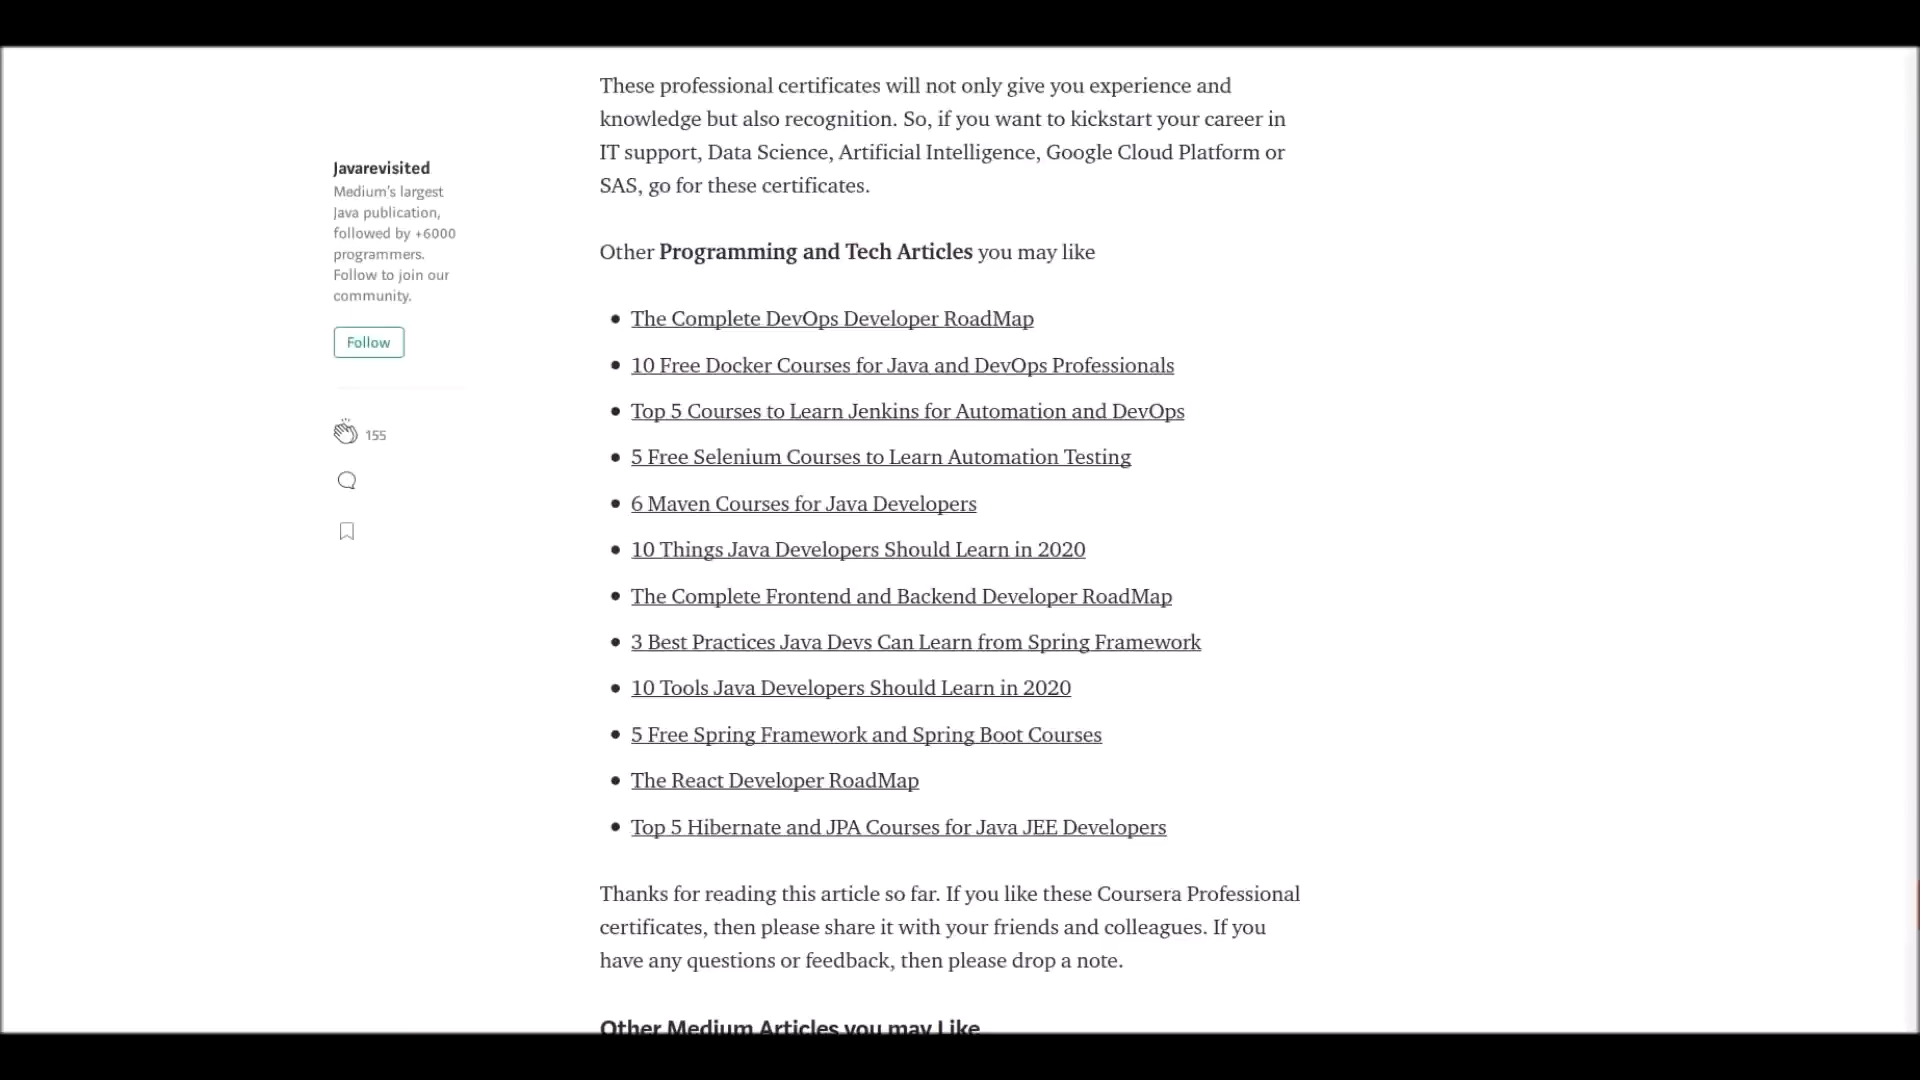 These professional certificates will not only give you experience and
knowledge but also recognition. So, if you want to kickstart your career in
IT support, Data Science, Artificial Intelligence, Google Cloud Platform or
SAS, go for these certificates.
Javarevisited
Medium's largest
Java publication,
followed by +6000
programmers.
Follow to join our
community.
Follow
155
Other Programming and Tech Articles you may like
The Complete DevOps Developer RoadMap
10 Free Docker Courses for Java and DevOps Professionals
Top 5 Courses to Learn Jenkins for Automation and DevOps
5 Free Selenium Courses to Learn Automation Testing
6 Maven Courses for Java Developers
10 Things Java Developers Should Learn in 2020
The Complete Frontend and Backend Developer RoadMap
3 Best Practices Java Devs Can Learn from Spring Framework
10 Tools Java Developers Should Learn in 2020
5 Free Spring Framework and Spring Boot Courses
The React Developer RoadMap
Top 5 Hibernate and JPA Courses for Java JEE Developers
Thanks for reading this article so far. If you like these Coursera Professional
certificates, then please share it with your friends and colleagues. If you
have any questions or feedback, then please drop a note.
Other Medium Articles you may Like